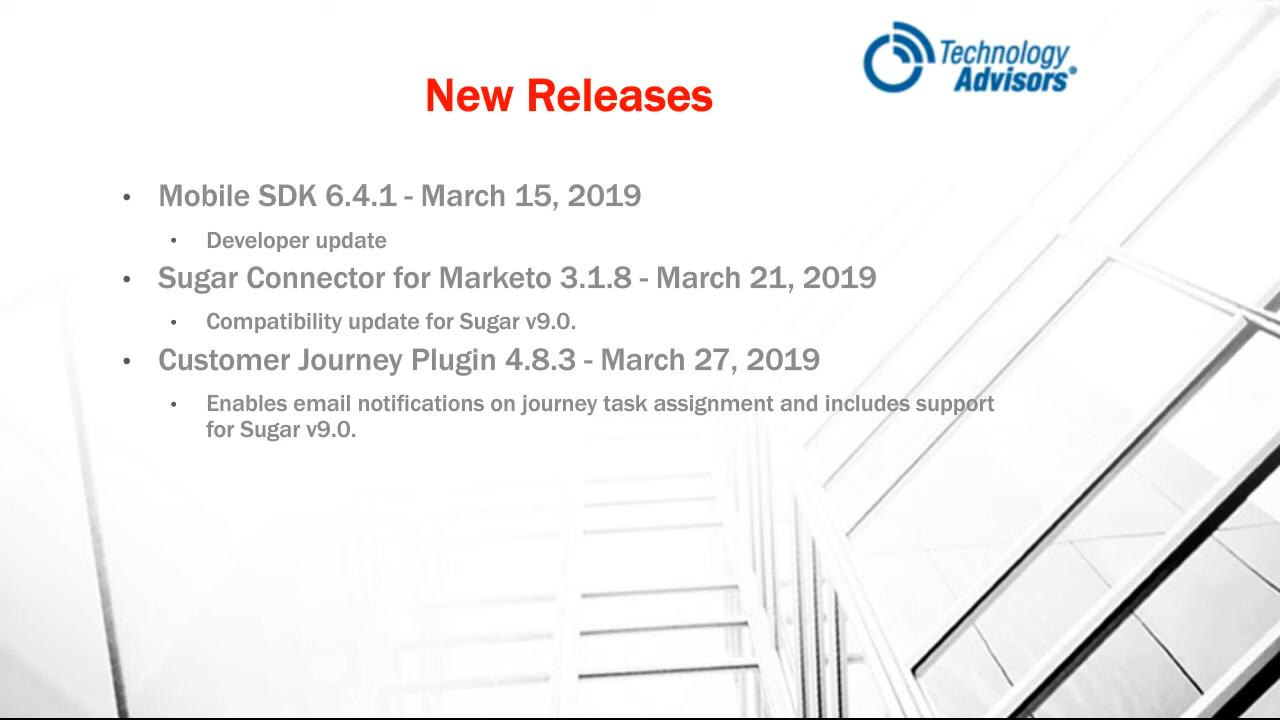 Technology
Advisors®
New Releases
• Mobile SDK 6.4.1 - March 15, 2019
• Developer update
• Sugar Connector for Marketo 3.1.8 - March 21, 2019
• Compatibility update for Sugar v9.0.
• Customer Journey Plugin 4.8.3 - March 27, 2019
• Enables email notifications on journey task assignment and includes support
for Sugar v9.0.